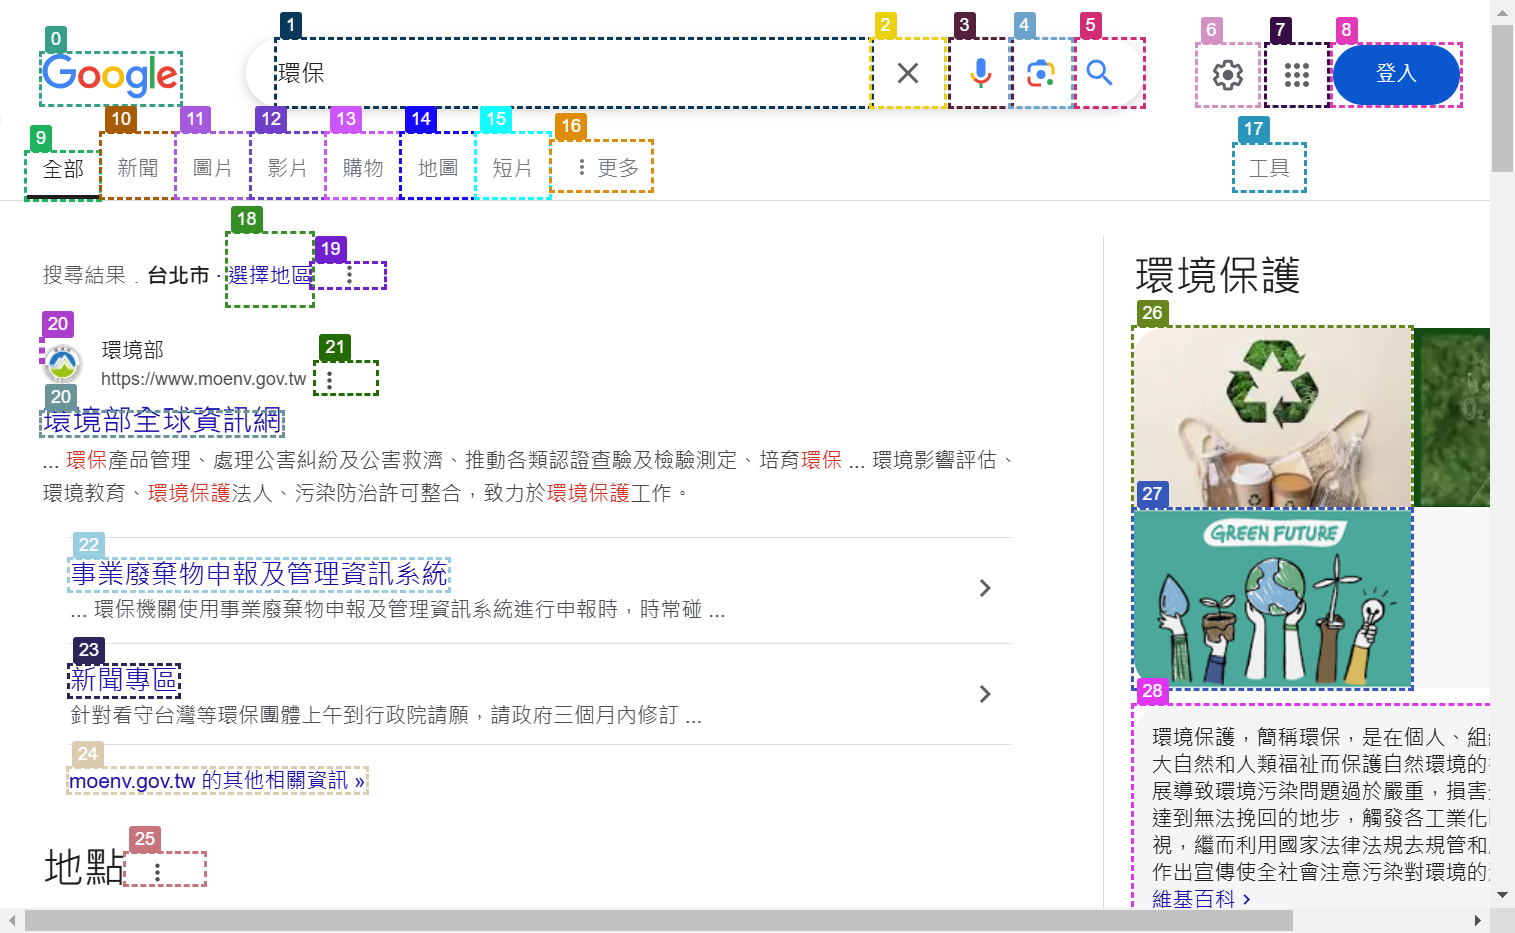 0
1
2
3
4
5
6
7
8
Google
環保
登入
9
10
11
12
13
14
15
16
17
全部
新聞
圖片
影片
購物
地圖
短片
更多
工具
18
19
搜尋結果﹒台北市 · 選擇地區
20
環境部
https://www.moenv.gov.tw
21
20
環境部全球資訊網
... 環保產品管理、處理公害糾紛及公害救濟、推動各類認證查驗及檢驗測定、培育環保 ... 環境影響評估、
環境教育、環境保護法人、污染防治許可整合，致力於環境保護工作。
22
事業廢棄物申報及管理資訊系統
... 環保機關使用事業廢棄物申報及管理資訊系統進行申報時，時常碰 ...
23
新聞專區
針對看守台灣等環保團體上午到行政院請願，請政府三個月內修訂 ...
24
moenv.gov.tw 的其他相關資訊 »
25
地點
環境保護
26
27
GREEN FUTURE
28
環境保護，簡稱環保，是在個人、組
大自然和人類福祉而保護自然環境的
展導致環境污染問題過於嚴重，損害
達到無法挽回的地步，觸發各工業化
視，繼而利用國家法律法規去規管和
作出宣傳使全社會注意污染對環境的
維基百科